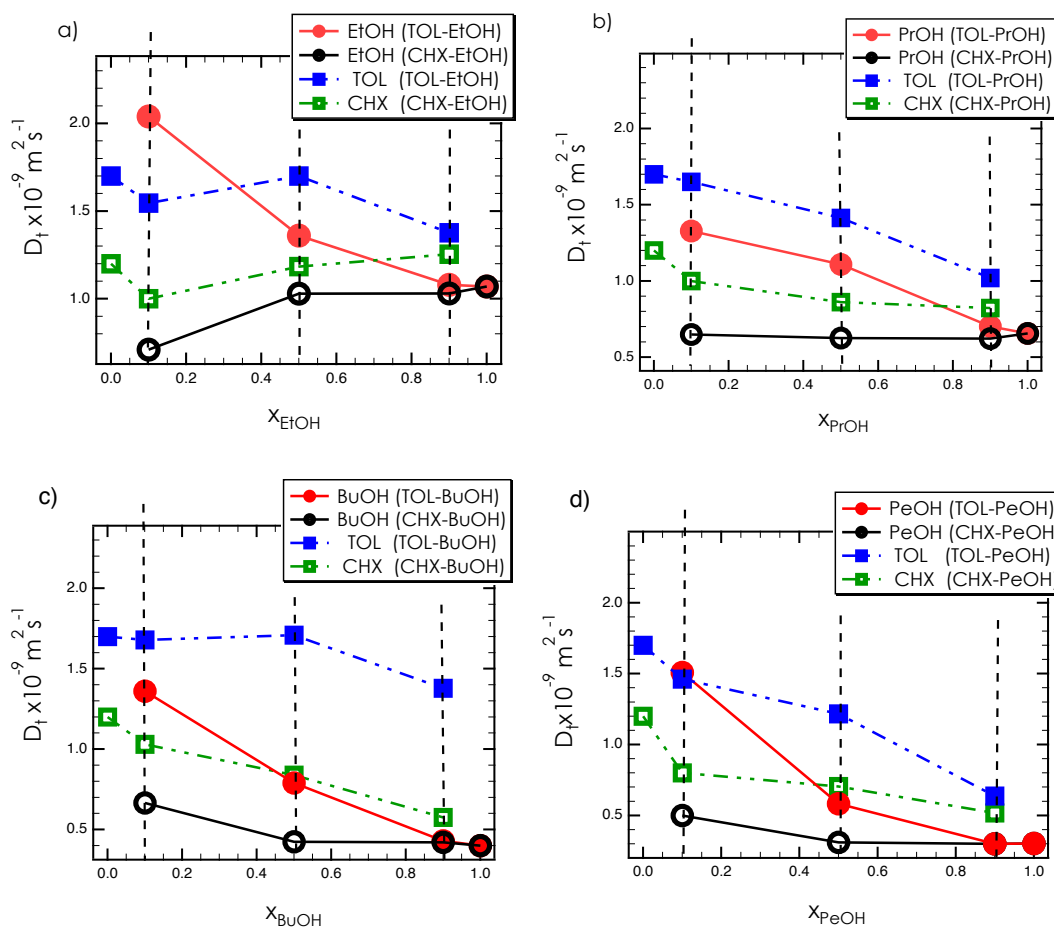 a)
EtOH (TOL-EtOH)
EtOH (CHX-EtOH)
TOL (TOL-EtOH)
CHX (CHX-EtOH)
D_t x10^-9 m^2 s^-1
2.0
1.5
1.0
0.0 0.2 0.4 0.6 0.8 1.0
x_EtOH
b)
PrOH (TOL-PrOH)
PrOH (CHX-PrOH)
TOL (TOL-PrOH)
CHX (CHX-PrOH)
D_t x10^-9 m^2 s^-1
2.0
1.5
1.0
0.5
0.0 0.2 0.4 0.6 0.8 1.0
x_PrOH
c)
BuOH (TOL-BuOH)
BuOH (CHX-BuOH)
TOL (TOL-BuOH)
CHX (CHX-BuOH)
D_t x10^-9 m^2 s^-1
2.0
1.5
1.0
0.5
0.0 0.2 0.4 0.6 0.8 1.0
x_BuOH
d)
PeOH (TOL-PeOH)
PeOH (CHX-PeOH
TOL (TOL-PeOH)
CHX (CHX-PeOH)
D_t x10^-9 m^2 s^-1
2.0
1.5
1.0
0.5
0.0 0.2 0.4 0.6 0.8 1.0
x_PeOH